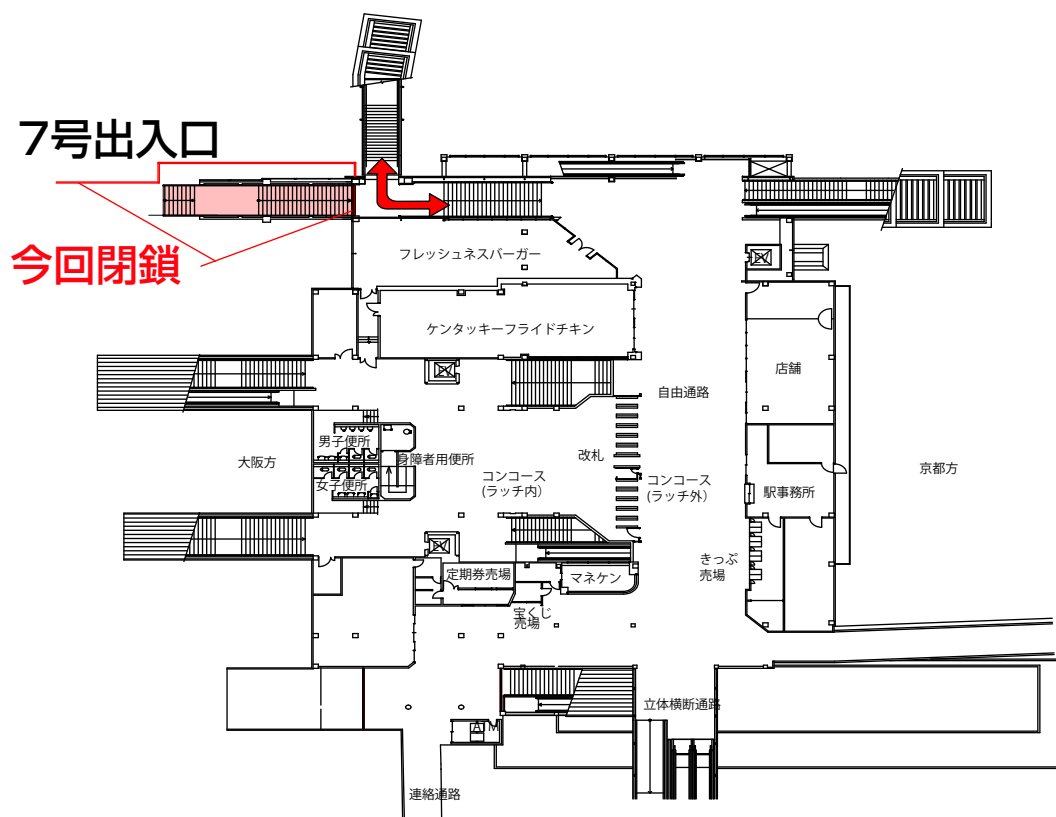 7号出入口
今回閉鎖
フレッシュネスバーガー
EV
ケンタッキーフライドチキン
EV
店舗
自由通路
男子便所
大阪方
身障者用便所
改札
コンコース
(ラッチ内)
コンコース
(ラッチ外)
京都方
女子便所
駅事務所
EV
きっぷ
売場
定期券売場
マネケン
宝くじ
売場
立体横断通路
ATM
連絡通路